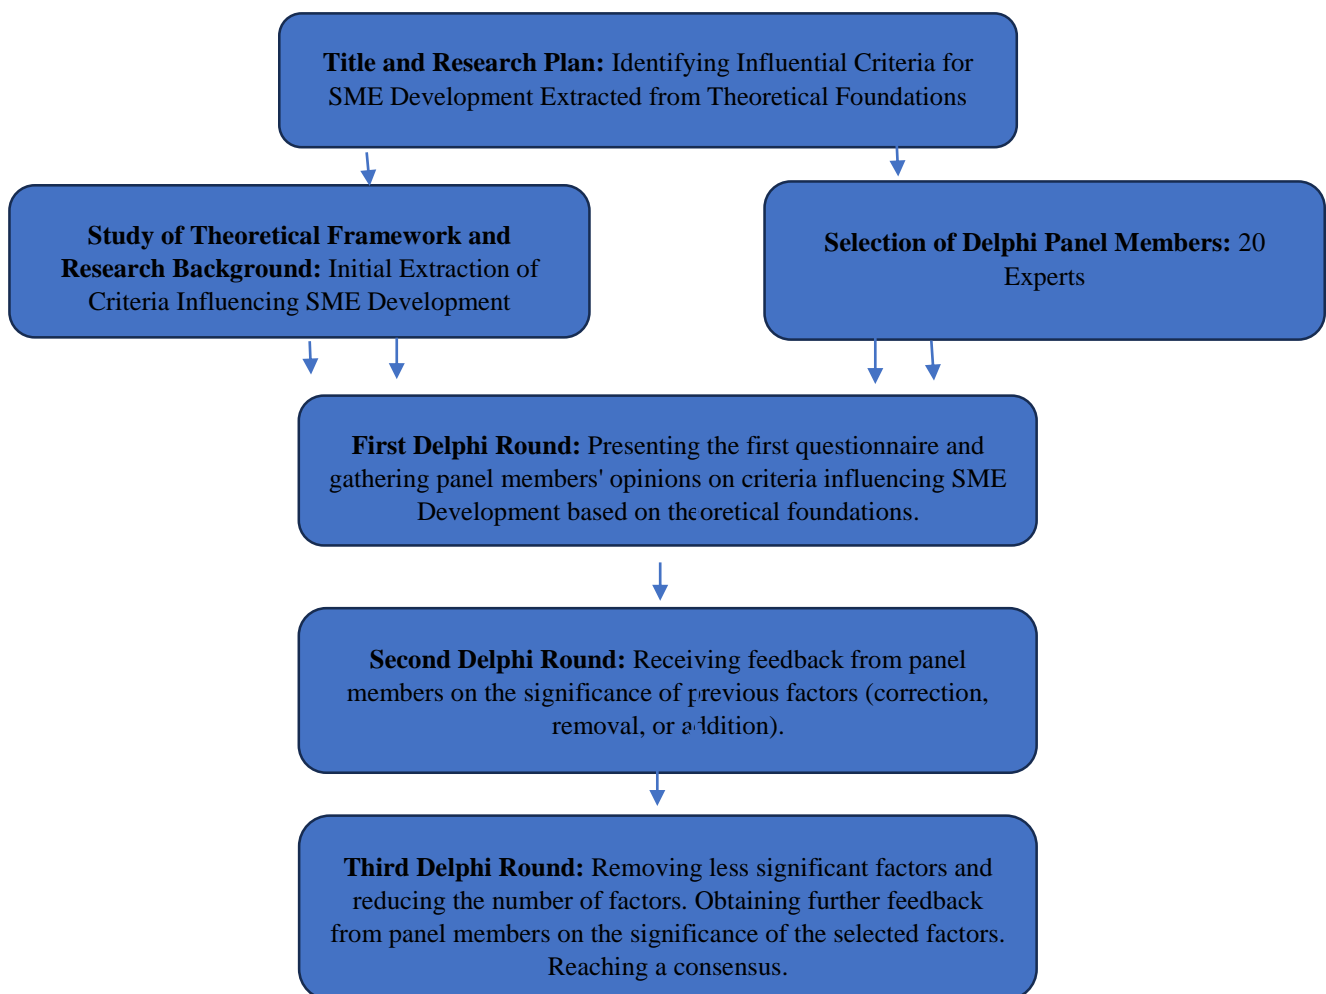 Title and Research Plan: Identifying Influential Criteria for
SME Development Extracted from Theoretical Foundations
Study of Theoretical Framework and
Research Background: Initial Extraction of
Criteria Influencing SME Development
Selection of Delphi Panel Members: 20
Experts
First Delphi Round: Presenting the first questionnaire and
gathering panel members' opinions on criteria influencing SME
Development based on theoretical foundations.
Second Delphi Round: Receiving feedback from panel
members on the significance of previous factors (correction,
removal, or addition).
Third Delphi Round: Removing less significant factors and
reducing the number of factors. Obtaining further feedback
from panel members on the significance of the selected factors.
Reaching a consensus.